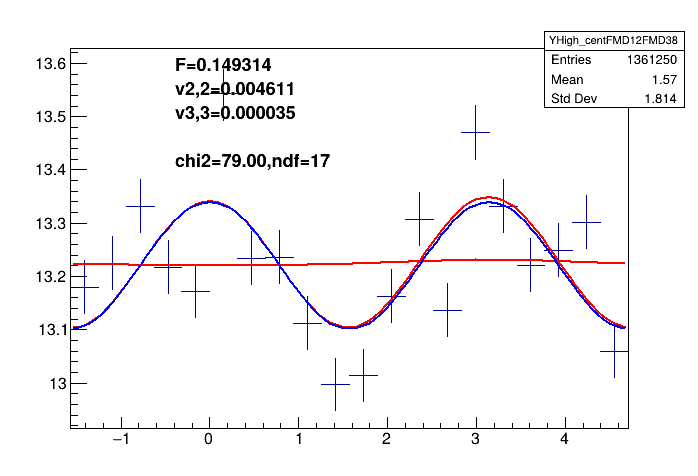 YHigh_centFMD12FMD38
Entries 1361250
Mean 1.57
Std Dev 1.814
F=0.149314
v2,2=0.004611
v3,3=0.000035
chi2=79.00,ndf=17
13.6
13.5
13.4
13.3
13.2
13.1
13
−1 0 1 2 3 4